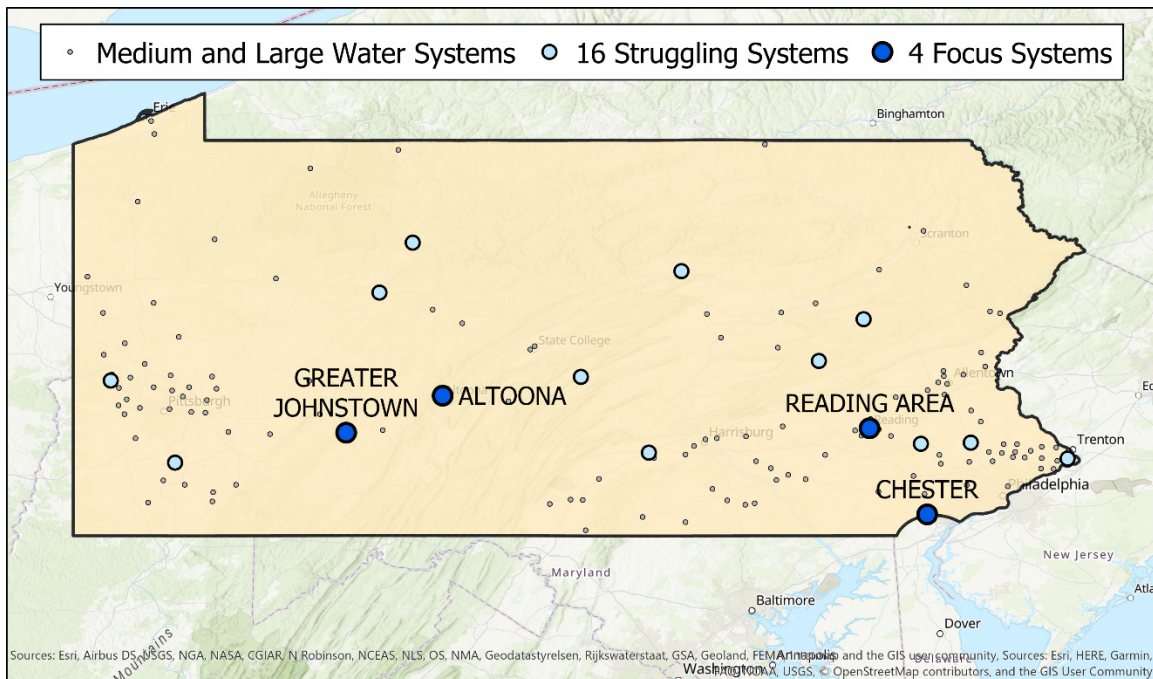 Medium and Large Water Systems 16 Struggling Systems 4 Focus Systems
Erie
Binghamton
Allegheny
National Forest
Scranton
Youngstown
State College
GREATER
JOHNSTOWN
ALTOONA
Pittsburgh
Allentown
READING AREA
Reading
Harrisburg
Trenton
CHESTER
Philadelphia
New Jersey
Maryland
Baltimore
Dover
Atla
Mountains
Sources: Esri, Airbus DS, USGS, NGA, NASA, CGIAR, N Robinson, NCEAS, NLS, OS, NMA, Geodatastyrelsen, Rijkswaterstaat, GSA, Geoland, FEMA, Intermap and the GIS user community, Sources: Esri, HERE, Garmin,
Annapolis
Delaware
Washington
FAO, NOAA, USGS, © OpenStreetMap contributors, and the GIS User Community